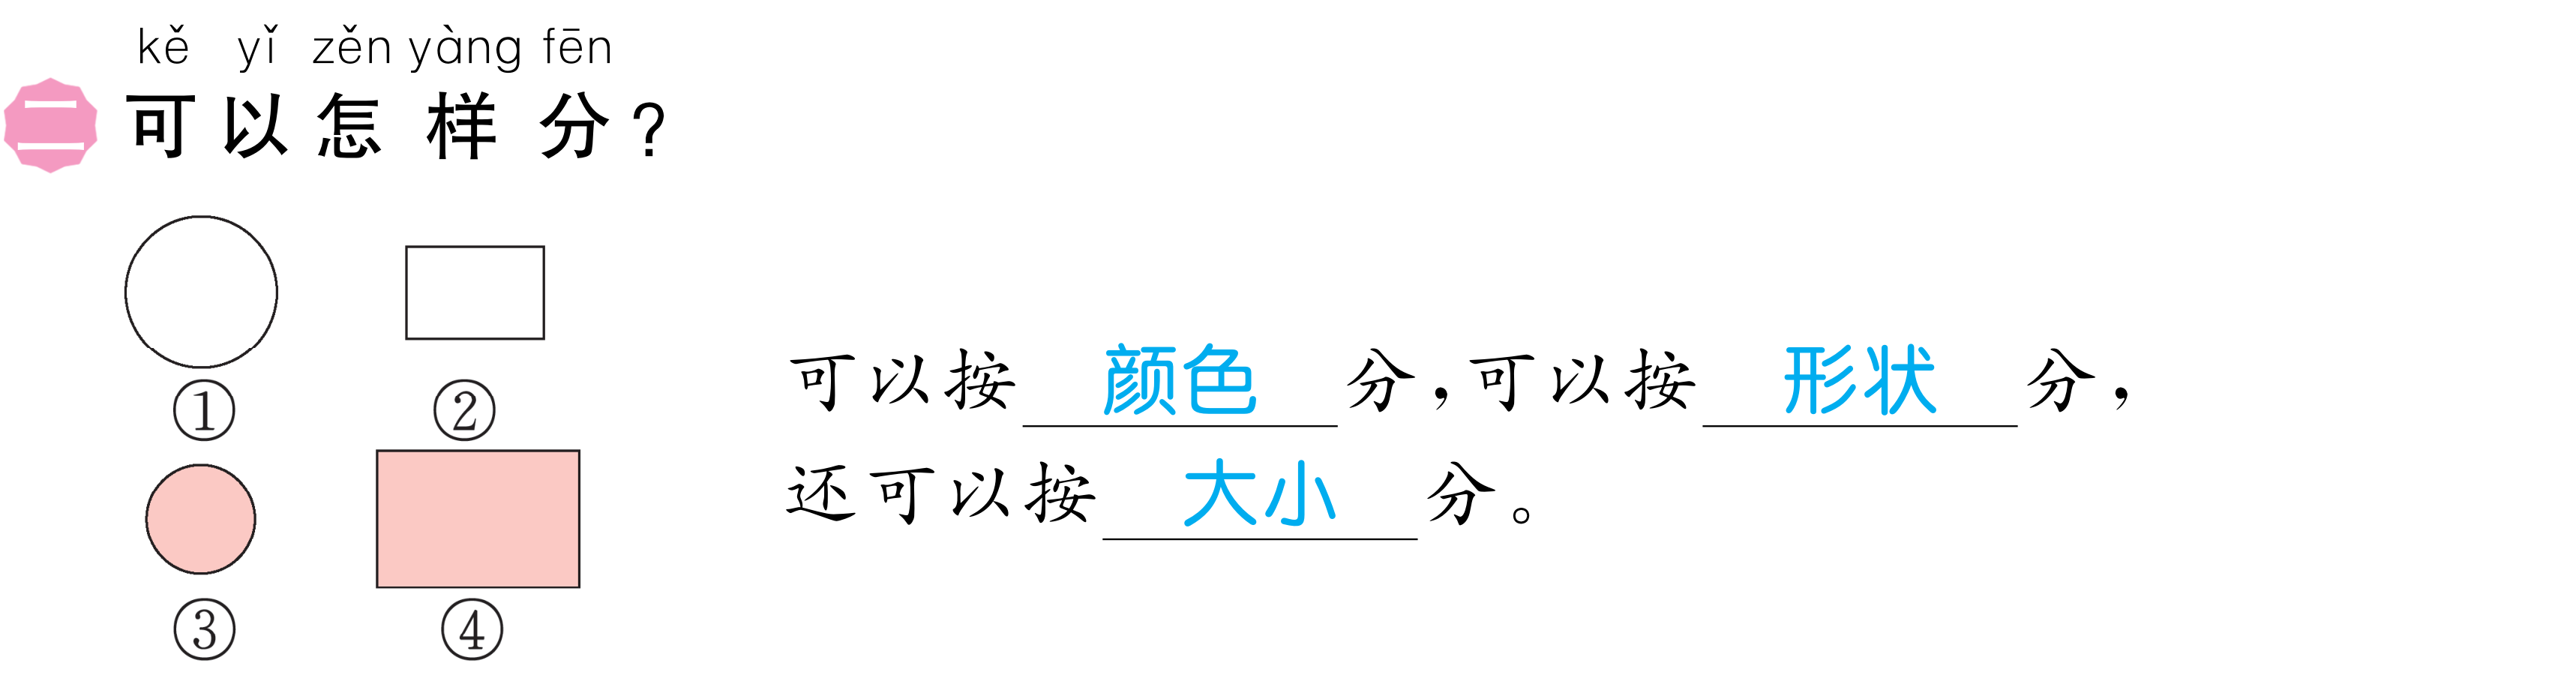 kě yǐ zěn yàng fēn
二 可以怎样分？
① ②
可以按颜色分，可以按形状分，
还可以按大小分。
③ ④